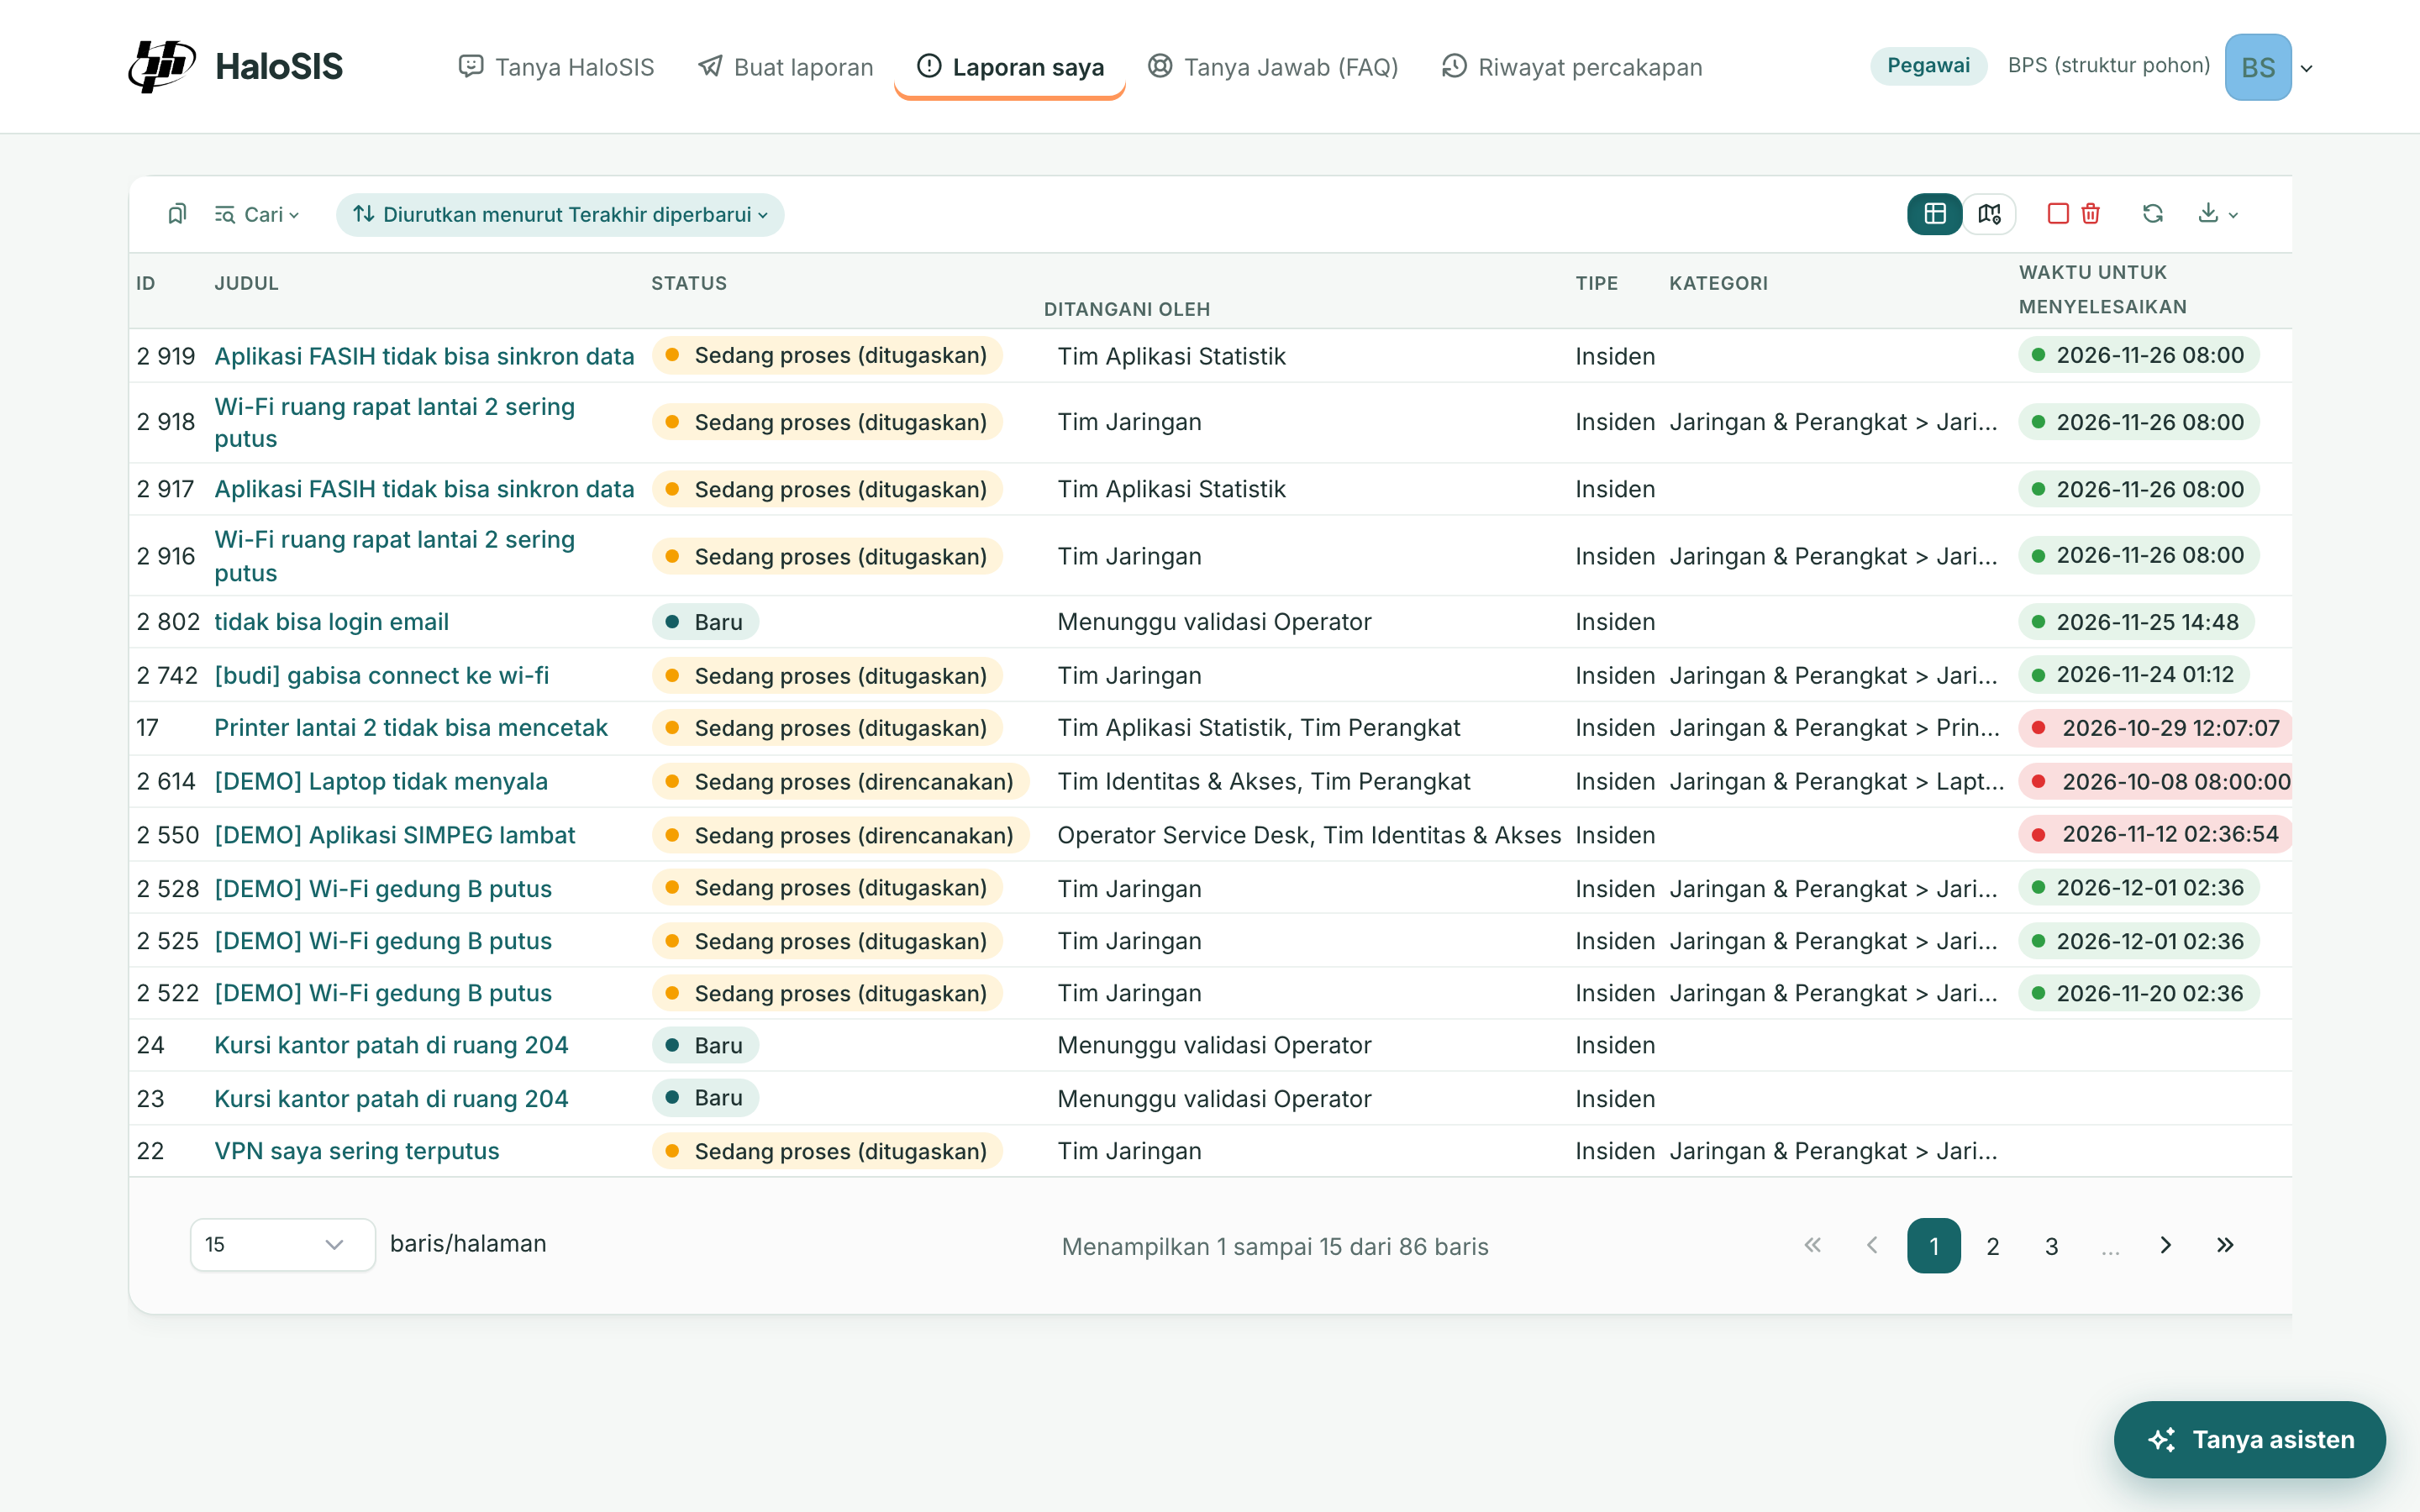 HaloSIS
Tanya HaloSIS
Buat laporan
Laporan saya
Tanya Jawab (FAQ)
Riwayat percakapan
Pegawai
BPS (struktur pohon)
BS
Cari
Diurutkan menurut Terakhir diperbarui
ID JUDUL STATUS DITANGANI OLEH TIPE KATEGORI WAKTU UNTUK
MENYELESAIKAN
2 919 Aplikasi FASIH tidak bisa sinkron data Sedang proses (ditugaskan) Tim Aplikasi Statistik Insiden 2026-11-26 08:00
2 918 Wi-Fi ruang rapat lantai 2 sering
putus Sedang proses (ditugaskan) Tim Jaringan Insiden Jaringan & Perangkat > Jari... 2026-11-26 08:00
2 917 Aplikasi FASIH tidak bisa sinkron data Sedang proses (ditugaskan) Tim Aplikasi Statistik Insiden 2026-11-26 08:00
2 916 Wi-Fi ruang rapat lantai 2 sering
putus Sedang proses (ditugaskan) Tim Jaringan Insiden Jaringan & Perangkat > Jari... 2026-11-26 08:00
2 802 tidak bisa login email Baru Menunggu validasi Operator Insiden 2026-11-25 14:48
2 742 [budi] gabisa connect ke wi-fi Sedang proses (ditugaskan) Tim Jaringan Insiden Jaringan & Perangkat > Jari... 2026-11-24 01:12
17 Printer lantai 2 tidak bisa mencetak Sedang proses (ditugaskan) Tim Aplikasi Statistik, Tim Perangkat Insiden Jaringan & Perangkat > Prin... 2026-10-29 12:07:07
2 614 [DEMO] Laptop tidak menyala Sedang proses (direncanakan) Tim Identitas & Akses, Tim Perangkat Insiden Jaringan & Perangkat > Lapt... 2026-10-08 08:00:00
2 550 [DEMO] Aplikasi SIMPEG lambat Sedang proses (direncanakan) Operator Service Desk, Tim Identitas & Akses Insiden 2026-11-12 02:36:54
2 528 [DEMO] Wi-Fi gedung B putus Sedang proses (ditugaskan) Tim Jaringan Insiden Jaringan & Perangkat > Jari... 2026-12-01 02:36
2 525 [DEMO] Wi-Fi gedung B putus Sedang proses (ditugaskan) Tim Jaringan Insiden Jaringan & Perangkat > Jari... 2026-12-01 02:36
2 522 [DEMO] Wi-Fi gedung B putus Sedang proses (ditugaskan) Tim Jaringan Insiden Jaringan & Perangkat > Jari... 2026-11-20 02:36
24 Kursi kantor patah di ruang 204 Baru Menunggu validasi Operator Insiden
23 Kursi kantor patah di ruang 204 Baru Menunggu validasi Operator Insiden
22 VPN saya sering terputus Sedang proses (ditugaskan) Tim Jaringan Insiden Jaringan & Perangkat > Jari...
15 baris/halaman
Menampilkan 1 sampai 15 dari 86 baris
1 2 3 ...
Tanya asisten